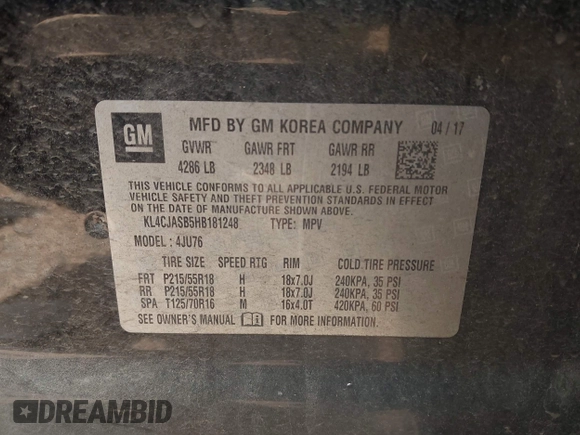 GM MFD BY GM KOREA COMPANY 04 / 17
GVWR GAWR FRT GAWR RR
4286 LB 2348 LB 2194 LB
THIS VEHICLE CONFORMS TO ALL APPLICABLE U.S. FEDERAL MOTOR
VEHICLE SAFETY AND THEFT PREVENTION STANDARDS IN EFFECT ON
THE DATE OF MANUFACTURE SHOWN ABOVE.
KL4CJASB5HB181248 TYPE: MPV
MODEL : 4JU76
TIRE SIZE SPEED RTG RIM COLD TIRE PRESSURE
FRT P215/55R18 H 18x7.0J 240KPA, 35 PSI
RR P215/55R18 H 18x7.0J 240KPA, 35 PSI
SPA T125/70R16 M 16x4.0T 420KPA, 60 PSI
SEE OWNER'S MANUAL FOR MORE INFORMATION.
DREAMBID